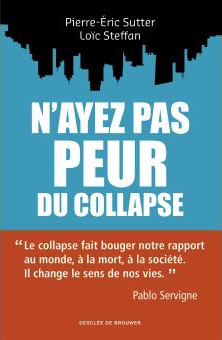 Pierre-Éric Sutter
Loïc Steffan
N'AYEZ PAS
PEUR
DU COLLAPSE
“ Le collapse fait bouger notre rapport
au monde, à la mort, à la société.
Il change le sens de nos vies. ”
Pablo Servigne
DESCLÉE DE BROUWER